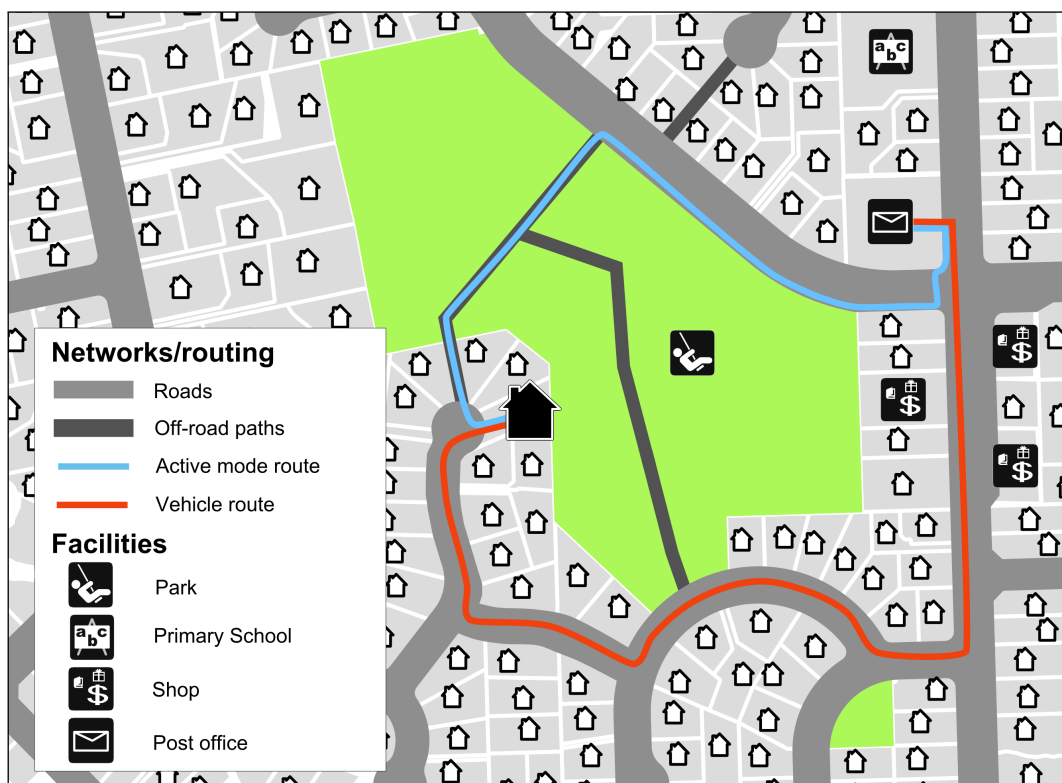 a b c
$
$
$
Networks/routing
Roads
Off-road paths
Active mode route
Vehicle route
Facilities
Park
a b c
Primary School
$
Shop
Post office